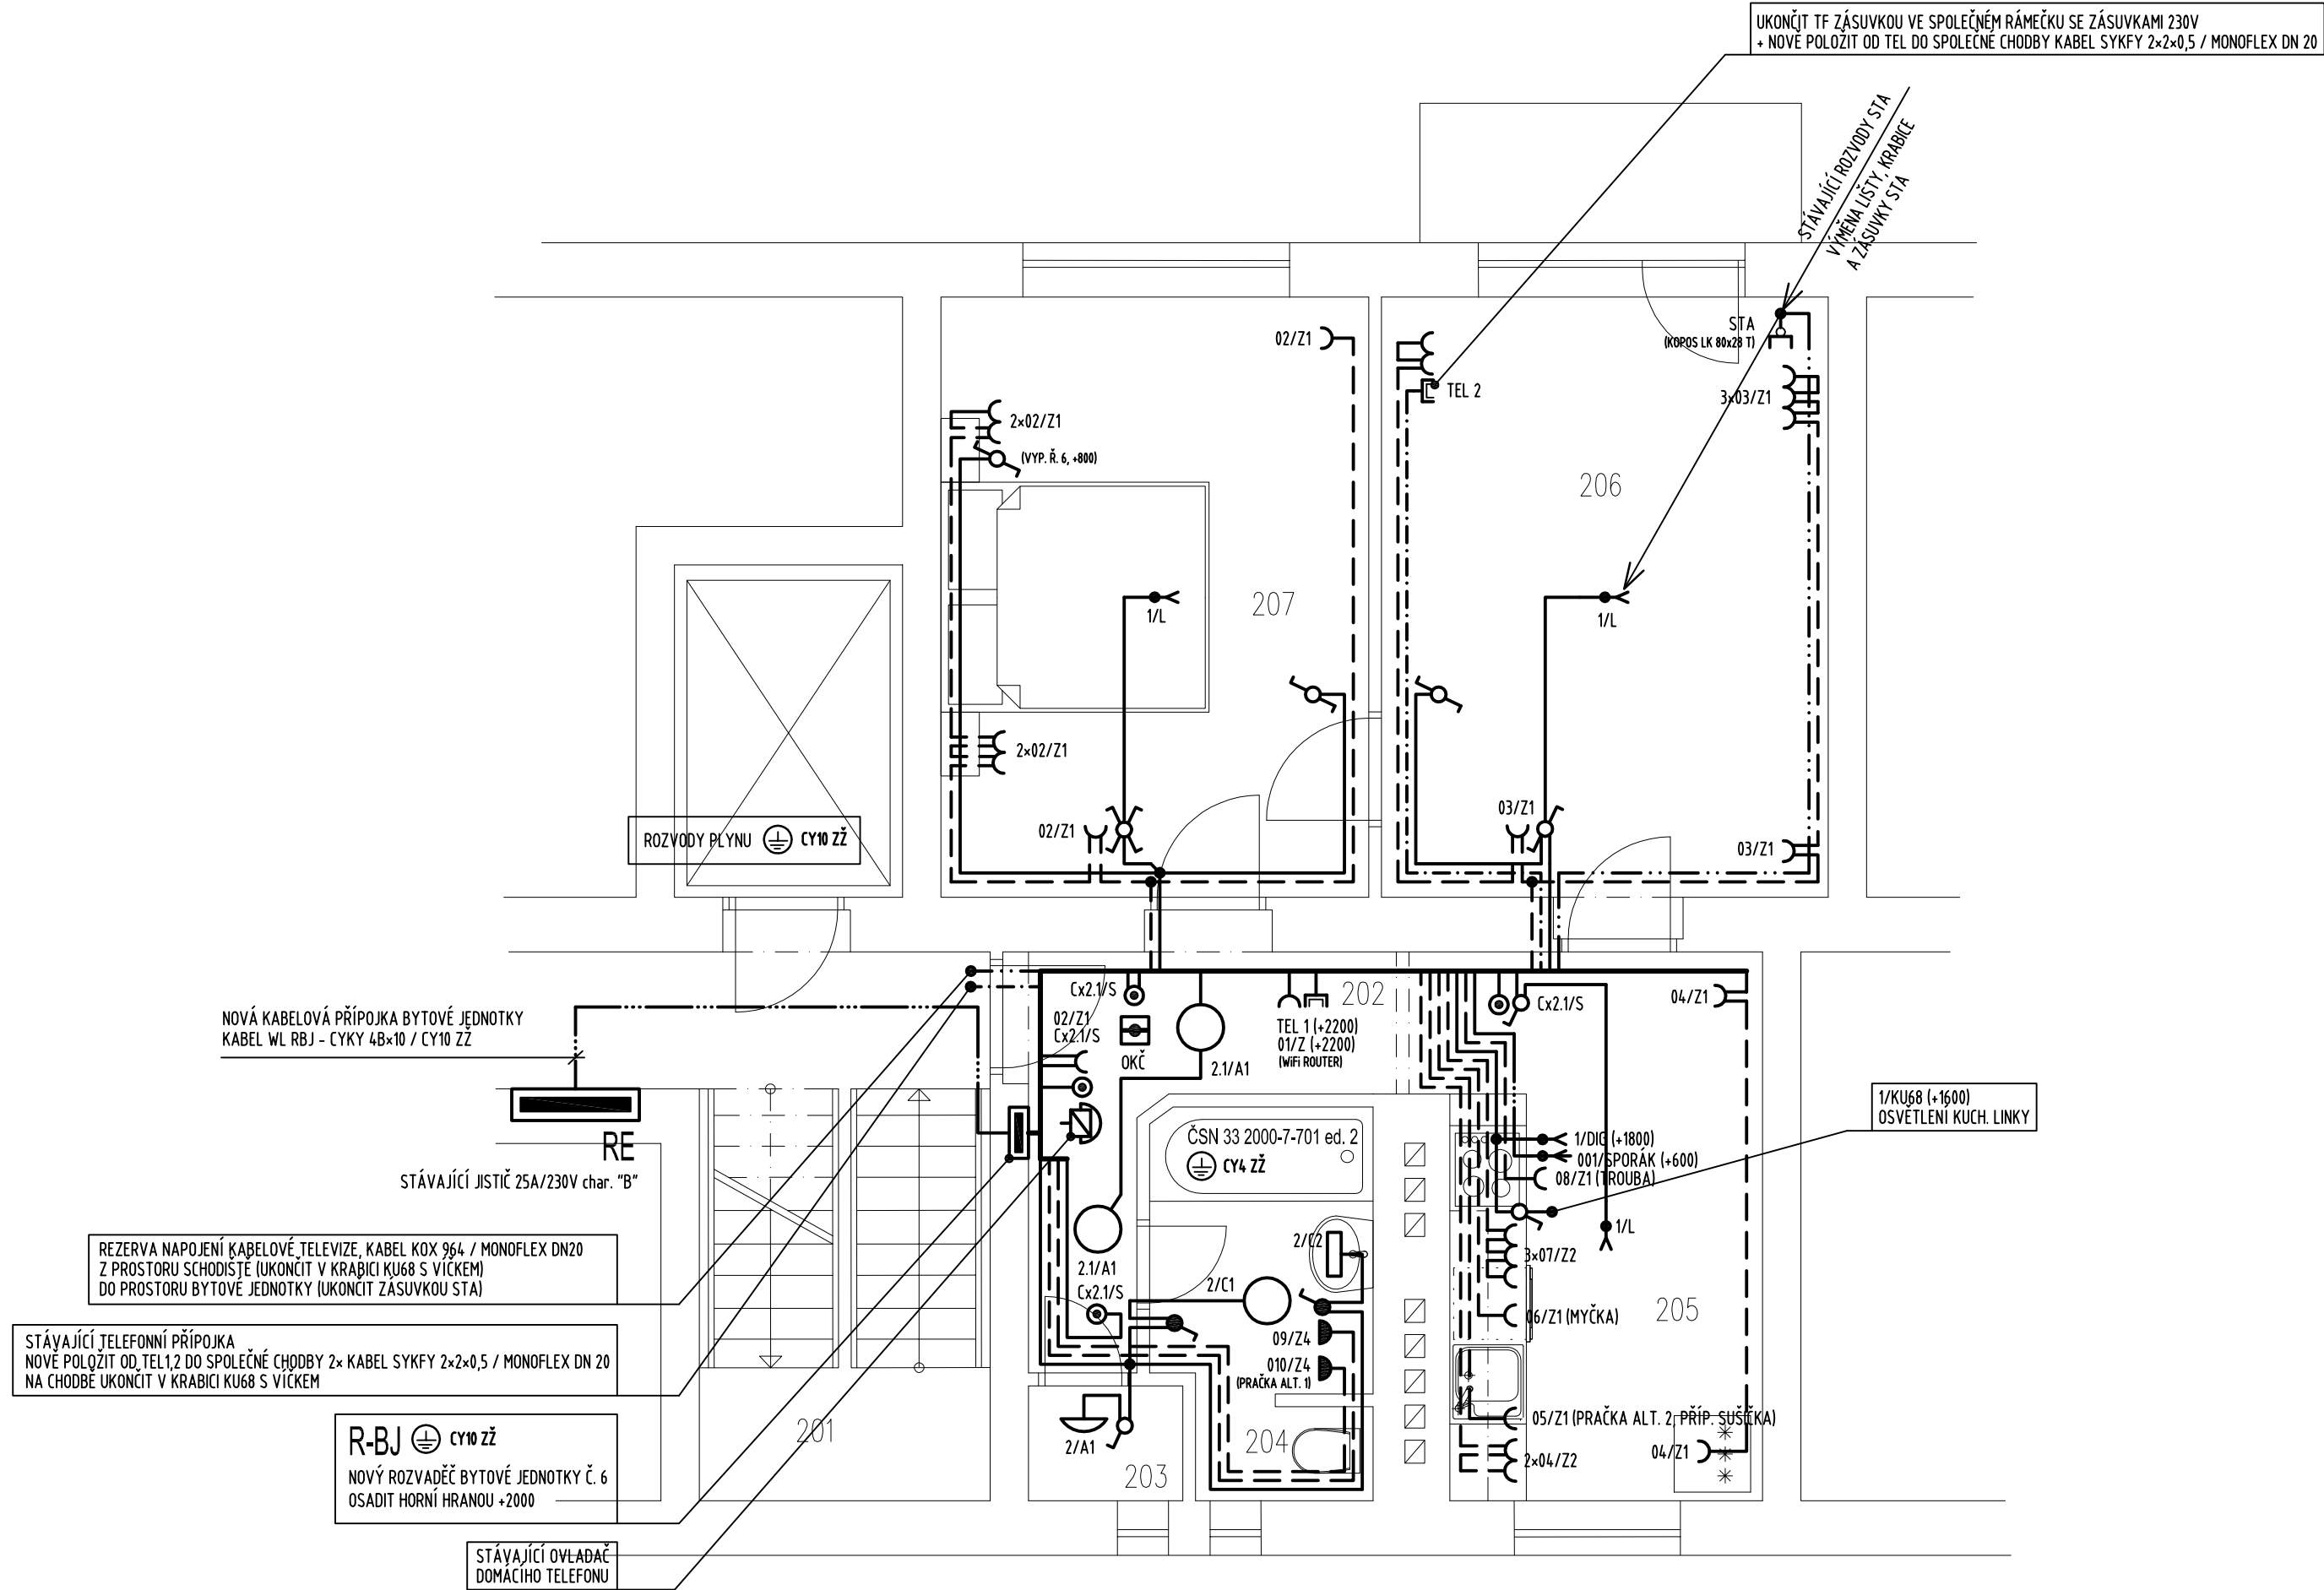 UKONČIT TF ZÁSUVKOU VE SPOLEČNÉM RÁMEČKU SE ZÁSUVKAMI 230V
+ NOVĚ POLOŽIT OD TEL DO SPOLEČNÉ CHODBY KABEL SYKFY 2×2×0,5 / MONOFLEX DN 20
STÁVAJÍCÍ ROZVODY STA
VÝMĚNA LIŠTY, KRABICE
A ZÁSUVKY STA
STA
(KOPOS LK 80x28 T)
02/Z1
TEL 2
3×03/Z1
2×02/Z1
(VYP. Ř. 6, +800)
206
207
1/L
1/L
2×02/Z1
02/Z1
03/Z1
03/Z1
ROZVODY PLYNU
CY10 ZŽ
NOVÁ KABELOVÁ PŘÍPOJKA BYTOVÉ JEDNOTKY
KABEL WL RBJ - CYKY 4B×10 / CY10 ZŽ
Cx2.1/S
02/Z1
Cx2.1/S
OKČ
2.1/A1
202
TEL 1 (+2200)
01/Z (+2200)
(WiFi ROUTER)
Cx2.1/S
04/Z1
RE
STÁVAJÍCÍ JISTIČ 25A/230V char. "B"
1/KU68 (+1600)
OSVĚTLENÍ KUCH. LINKY
ČSN 33 2000-7-701 ed. 2
CY4 ZŽ
1/DIG (+1800)
001/SPORÁK (+600)
08/Z1 (TROUBA)
1/L
2/C2
3×07/Z2
2.1/A1
Cx2.1/S
2/C1
06/Z1 (MYČKA)
205
09/Z4
010/Z4
(PRAČKA ALT. 1)
REZERVA NAPOJENÍ KABELOVÉ TELEVIZE, KABEL KOX 964 / MONOFLEX DN20
Z PROSTORU SCHODIŠTĚ (UKONČIT V KRABICI KU68 S VÍČKEM)
DO PROSTORU BYTOVÉ JEDNOTKY (UKONČIT ZÁSUVKOU STA)
STÁVAJÍCÍ TELEFONNÍ PŘÍPOJKA
NOVĚ POLOŽIT OD TEL1,2 DO SPOLEČNÉ CHODBY 2× KABEL SYKFY 2×2×0,5 / MONOFLEX DN 20
NA CHODBĚ UKONČIT V KRABICI KU68 S VÍČKEM
201
2/A1
203
204
05/Z1 (PRAČKA ALT. 2, PŘÍP. SUŠIČKA)
2×04/Z2
04/Z1
R-BJ
CY10 ZŽ
NOVÝ ROZVADĚČ BYTOVÉ JEDNOTKY Č. 6
OSADIT HORNÍ HRANOU +2000
STÁVAJÍCÍ OVLADAČ
DOMÁCÍHO TELEFONU